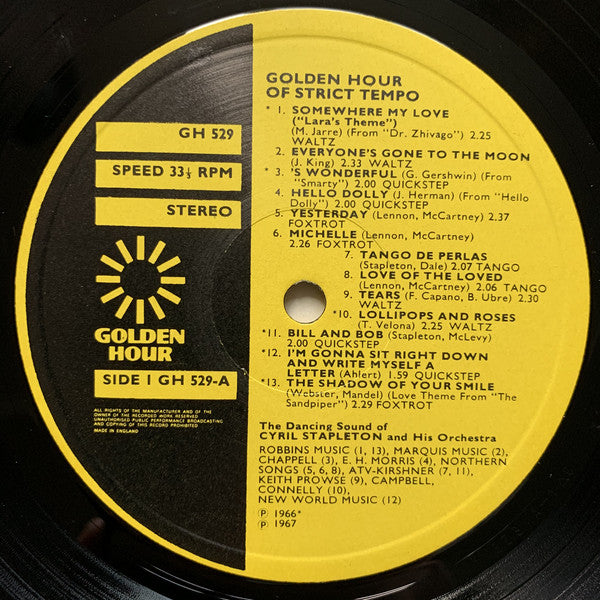 GH 529
SPEED 33⅓ RPM
STEREO
GOLDEN
HOUR
SIDE 1 GH 529-A
ALL RIGHTS OF THE MANUFACTURER AND OF THE
OWNER OF THE RECORDED WORK RESERVED
UNAUTHORISED PUBLIC PERFORMANCE BROADCASTING
AND COPYING OF THIS RECORD PROHIBITED
MADE IN ENGLAND
GOLDEN HOUR
OF STRICT TEMPO
* 1. SOMEWHERE MY LOVE
("Lara's Theme")
(M. Jarre) (From "Dr. Zhivago") 2.25
WALTZ
2. EVERYONE'S GONE TO THE MOON
(J. King) 2.33 WALTZ
* 3. 'S WONDERFUL (G. Gershwin) (From
"Smarty") 2.00 QUICKSTEP
4. HELLO DOLLY (J. Herman) (From "Hello
Dolly") 2.00 QUICKSTEP
5. YESTERDAY (Lennon, McCartney) 2.37
FOXTROT
6. MICHELLE (Lennon, McCartney)
2.26 FOXTROT
7. TANGO DE PERLAS
(Stapleton, Dale) 2.07 TANGO
8. LOVE OF THE LOVED
(Lennon, McCartney) 2.06 TANGO
9. TEARS (F. Capano, B. Ubre) 2.30
WALTZ
*10. LOLLIPOPS AND ROSES
(T. Velona) 2.25 WALTZ
*11. BILL AND BOB (Stapleton, McLevy)
2.00 QUICKSTEP
*12. I'M GONNA SIT RIGHT DOWN
AND WRITE MYSELF A
LETTER (Ahlert) 1.59 QUICKSTEP
*13. THE SHADOW OF YOUR SMILE
(Webster, Mandel) (Love Theme From "The
Sandpiper") 2.29 FOXTROT
The Dancing Sound of
CYRIL STAPLETON and His Orchestra
ROBBINS MUSIC (1, 13), MARQUIS MUSIC (2),
CHAPPELL (3), E. H. MORRIS (4), NORTHERN
SONGS (5, 6, 8), ATV-KIRSHNER (7, 11),
KEITH PROWSE (9), CAMPBELL,
CONNELLY (10),
NEW WORLD MUSIC (12)
℗ 1966*
℗ 1967